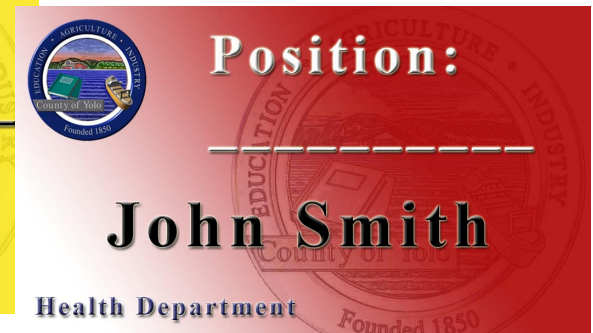 AGRICULTURE
EDUCATION
INDUSTRY
County of Yolo
Founded 1850
Position:
___________
John Smith
Health Department
AGRICULTURE
EDUCATION
INDUSTRY
County of Yolo
Founded 1850